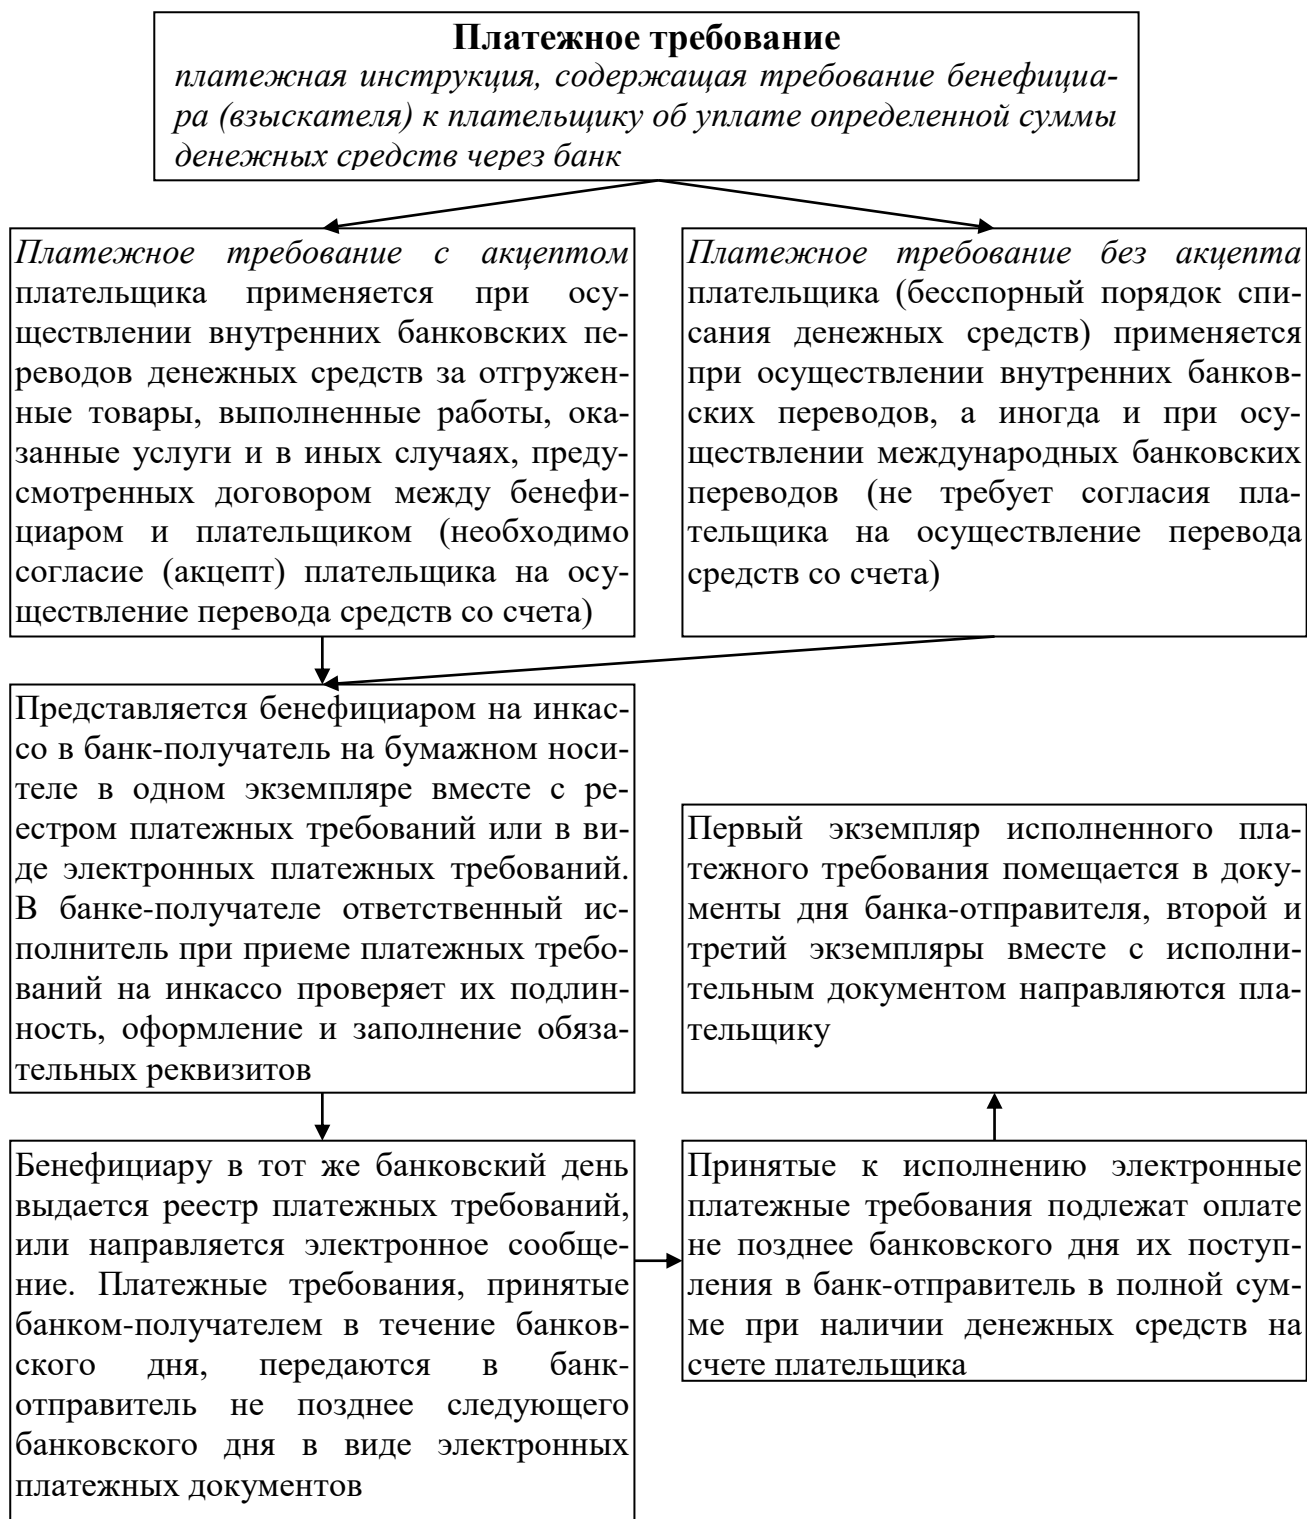 Платежное требование
платежная инструкция, содержащая требование бенефициа-
ра (взыскателя) к плательщику об уплате определенной суммы
денежных средств через банк
Платежное требование с акцептом
плательщика применяется при осу-
ществлении внутренних банковских пе-
реводов денежных средств за отгружен-
ные товары, выполненные работы, ока-
занные услуги и в иных случаях, преду-
смотренных договором между бенефи-
циаром и плательщиком (необходимо
согласие (акцепт) плательщика на осу-
ществление перевода средств со счета)
Платежное требование без акцепта
плательщика (бесспорный порядок спи-
сания денежных средств) применяется
при осуществлении внутренних банков-
ских переводов, а иногда и при осу-
ществлении международных банковских
переводов (не требует согласия пла-
тельщика на осуществление перевода
средств со счета)
Представляется бенефициаром на инкас-
со в банк-получатель на бумажном носи-
теле в одном экземпляре вместе с ре-
естром платежных требований или в ви-
де электронных платежных требований.
В банке-получателе ответственный ис-
полнитель при приеме платежных требо-
ваний на инкассо проверяет их подлин-
ность, оформление и заполнение обяза-
тельных реквизитов
Первый экземпляр исполненного пла-
тежного требования помещается в доку-
менты дня банка-отправителя, второй и
третий экземпляры вместе с исполни-
тельным документом направляются пла-
тельщику
Бенефициару в тот же банковский день
выдается реестр платежных требований,
или направляется электронное сообще-
ние. Платежные требования, принятые
банком-получателем в течение банков-
ского дня, передаются в банк-
отправитель не позднее следующего
банковского дня в виде электронных
платежных документов
Принятые к исполнению электронные
платежные требования подлежат оплате
не позднее банковского дня их поступ-
ления в банк-отправитель в полной сум-
ме при наличии денежных средств на
счете плательщика